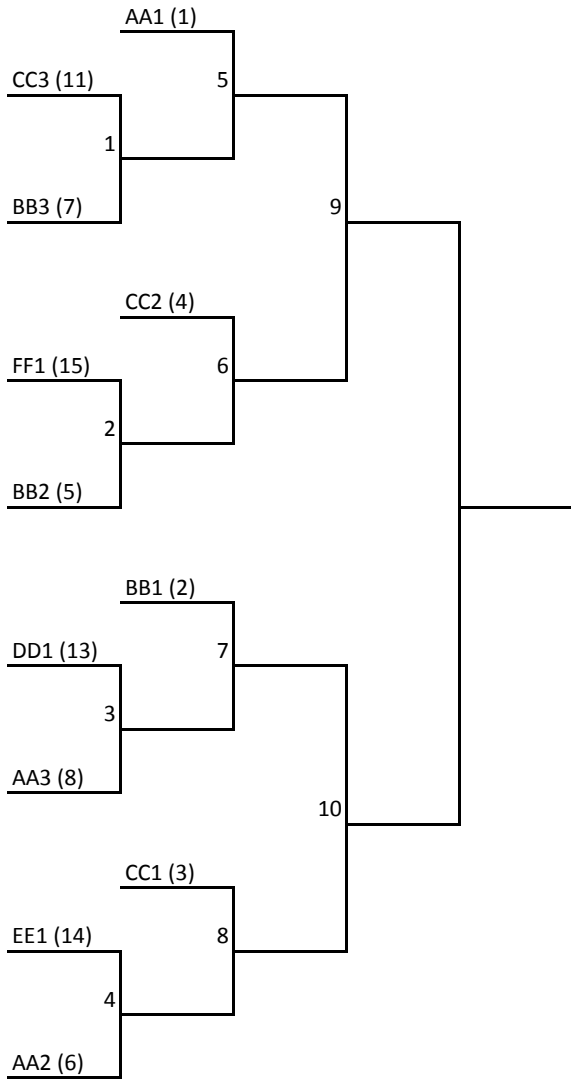 AA1 (1)
CC3 (11)
5
1
BB3 (7)
9
CC2 (4)
FF1 (15)
6
2
BB2 (5)
BB1 (2)
DD1 (13)
7
3
AA3 (8)
10
CC1 (3)
EE1 (14)
8
4
AA2 (6)